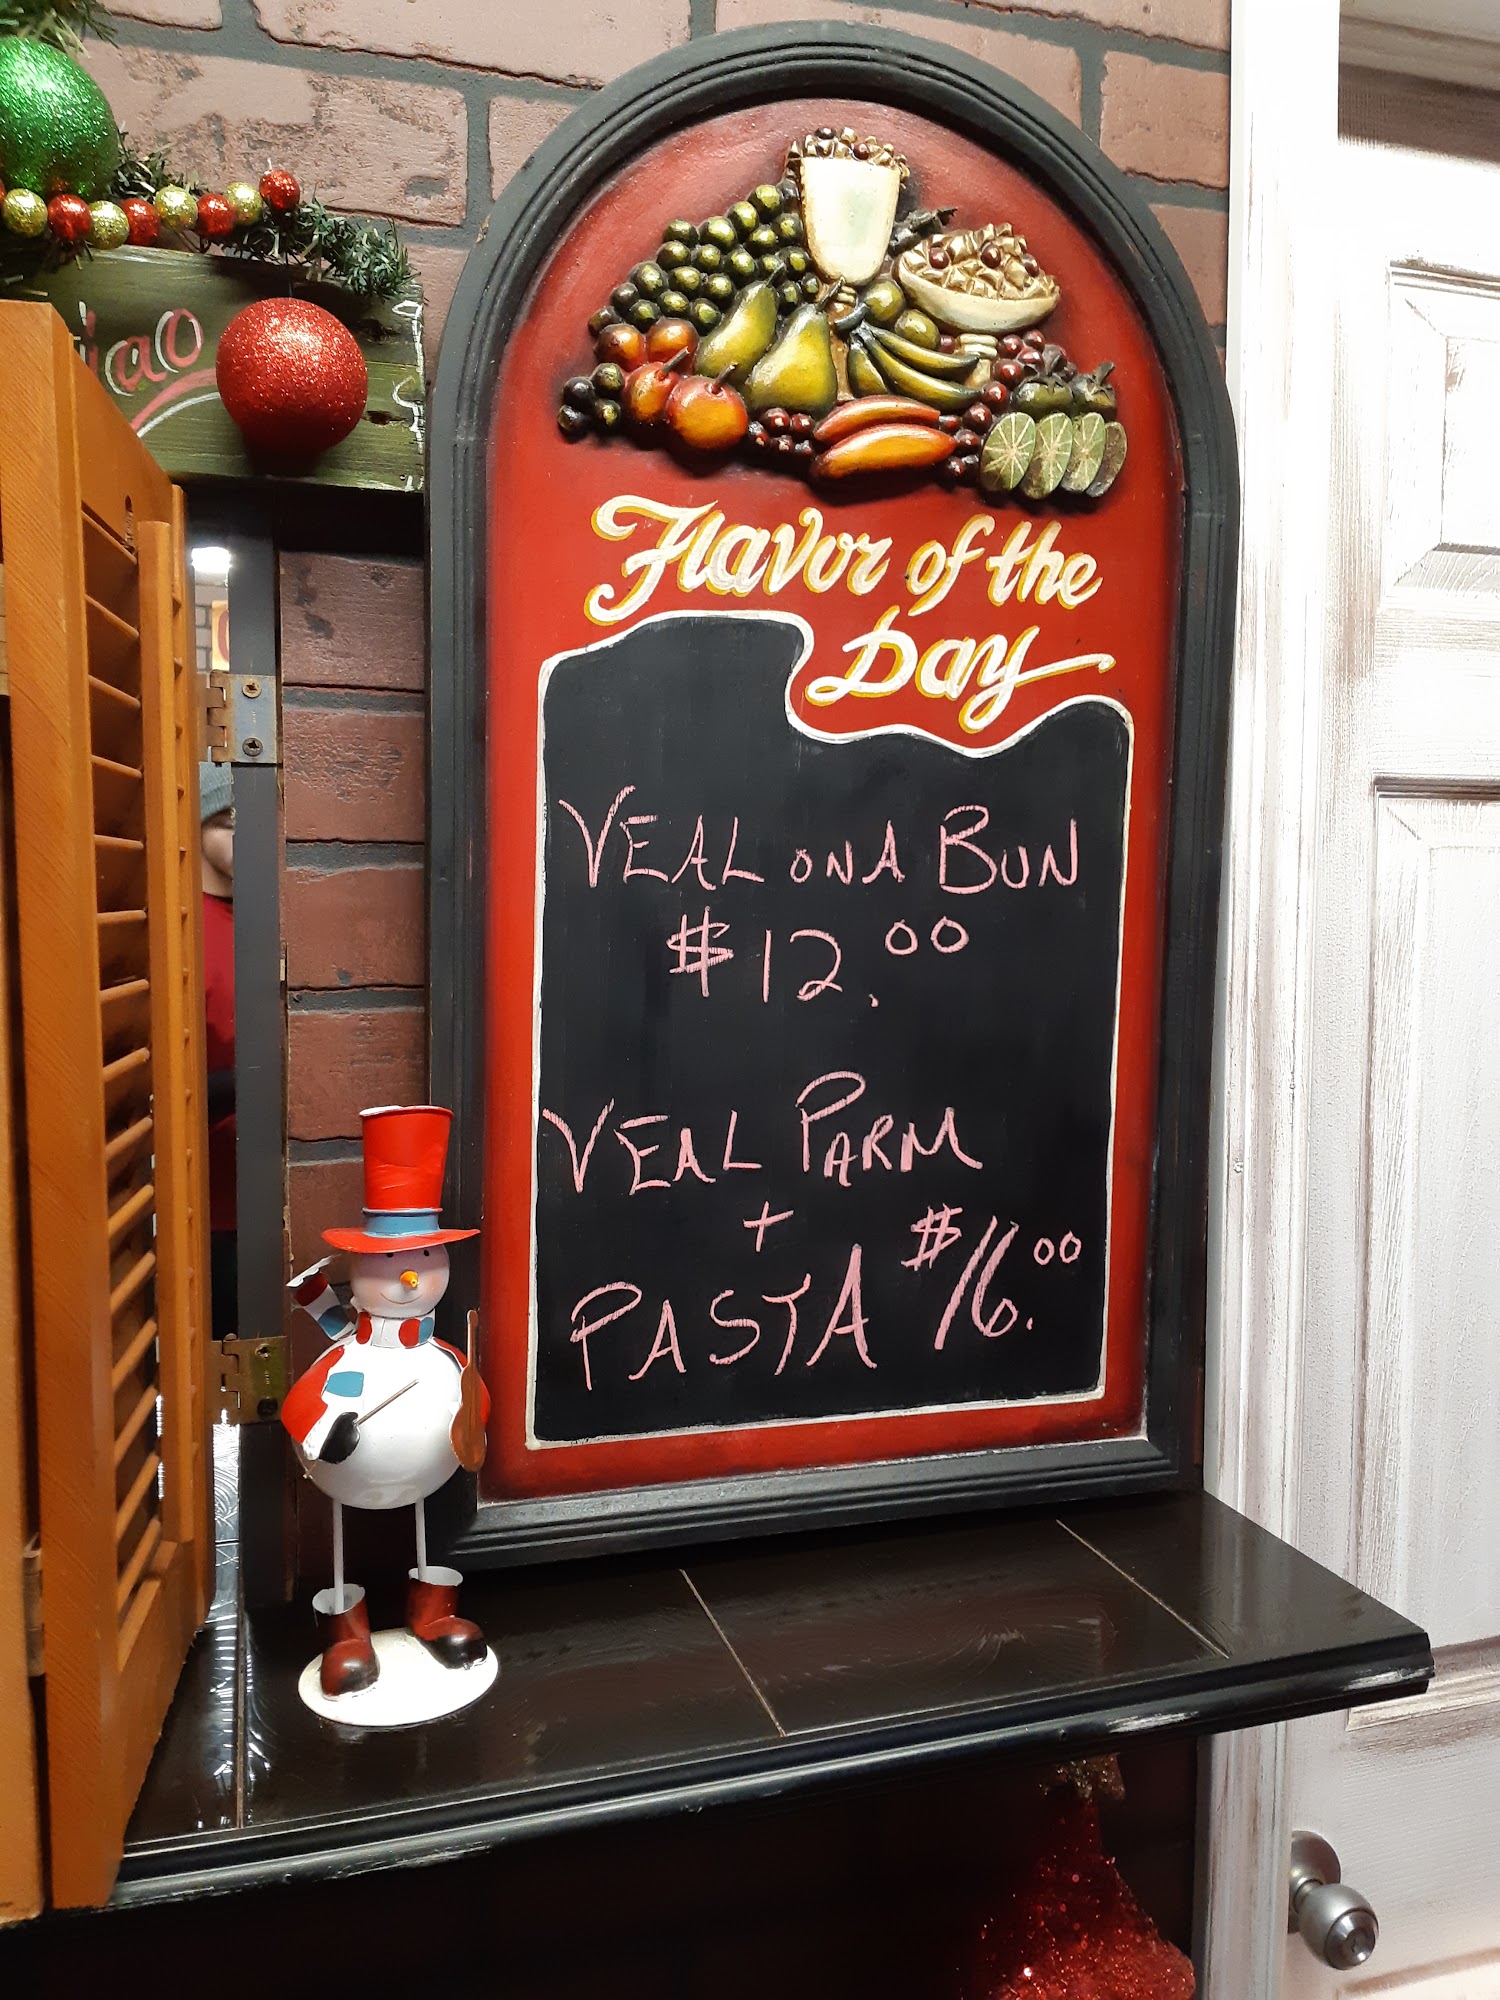 Flavor of the
Day
VEAL ON A BUN
$12.00
VEAL PARM
+
PASTA $16.00